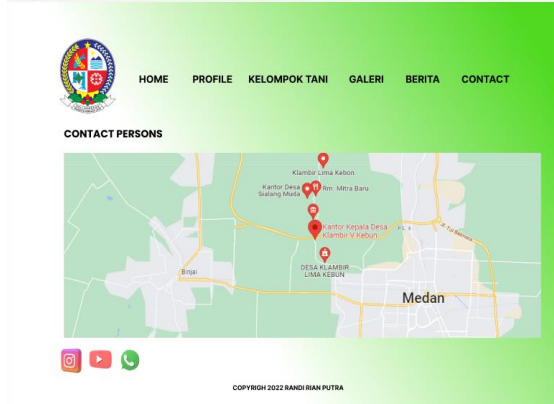 HOME PROFILE KELOMPOK TANI GALERI BERITA CONTACT
CONTACT PERSONS
Klambir Lima Kebon
Kantor Desa
Sialang Muda
Rm. Mitra Baru
Kantor Kepala Desa
Klambir V Kebun
DESA KLAMBIR
LIMA KEBUN
Binjai
Medan
COPYRIGH 2022 RANDI RIAN PUTRA